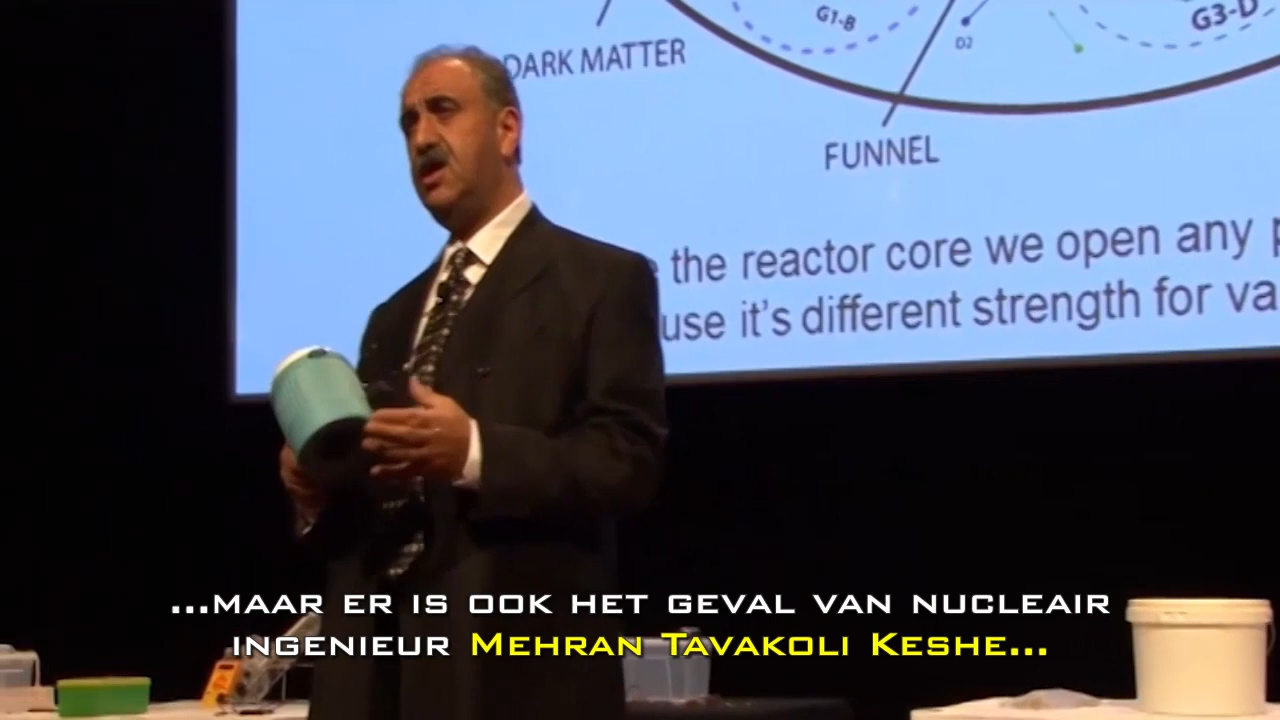 G1-B
G3-D
D2
DARK MATTER
FUNNEL
the reactor core we open any
use it's different strength for va
...MAAR ER IS OOK HET GEVAL VAN NUCLEAIR
INGENIEUR MEHRAN TAVAKOLI KESHE...